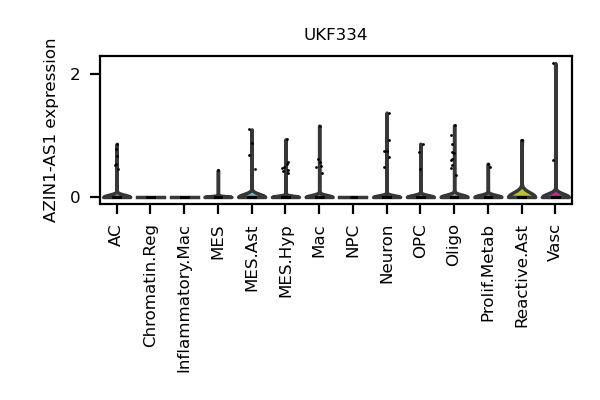 UKF334
AZIN1-AS1 expression
2
0
AC
Chromatin.Reg
Inflammatory.Mac
MES
MES.Ast
MES.Hyp
Mac
NPC
Neuron
OPC
Oligo
Prolif.Metab
Reactive.Ast
Vasc